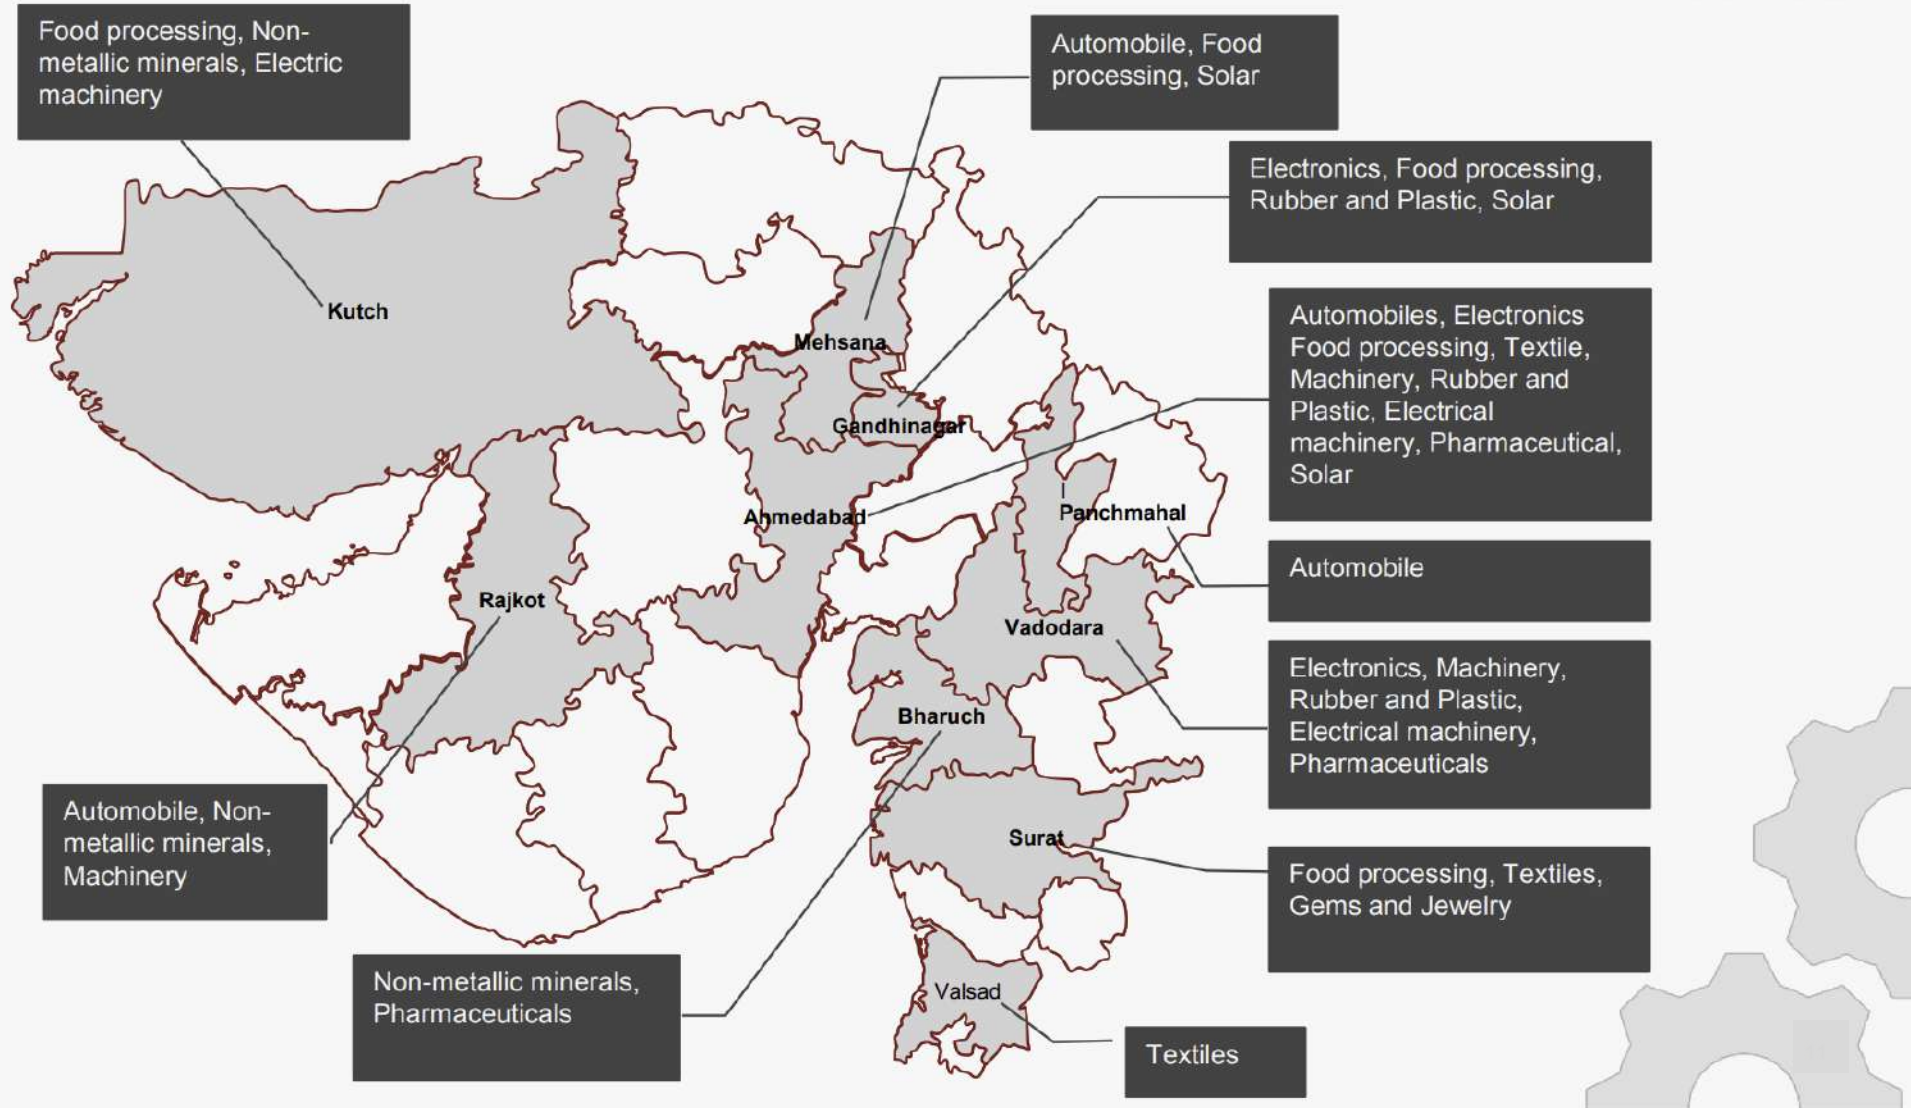 Food processing, Non-
metallic minerals, Electric
machinery
Automobile, Food
processing, Solar
Electronics, Food processing,
Rubber and Plastic, Solar
Automobiles, Electronics
Food processing, Textile,
Machinery, Rubber and
Plastic, Electrical
machinery, Pharmaceutical,
Solar
Kutch
Mehsana
Gandhinagar
Ahmedabad
Panchmahal
Automobile
Rajkot
Vadodara
Electronics, Machinery,
Rubber and Plastic,
Electrical machinery,
Pharmaceuticals
Bharuch
Automobile, Non-
metallic minerals,
Machinery
Surat
Food processing, Textiles,
Gems and Jewelry
Non-metallic minerals,
Pharmaceuticals
Valsad
Textiles